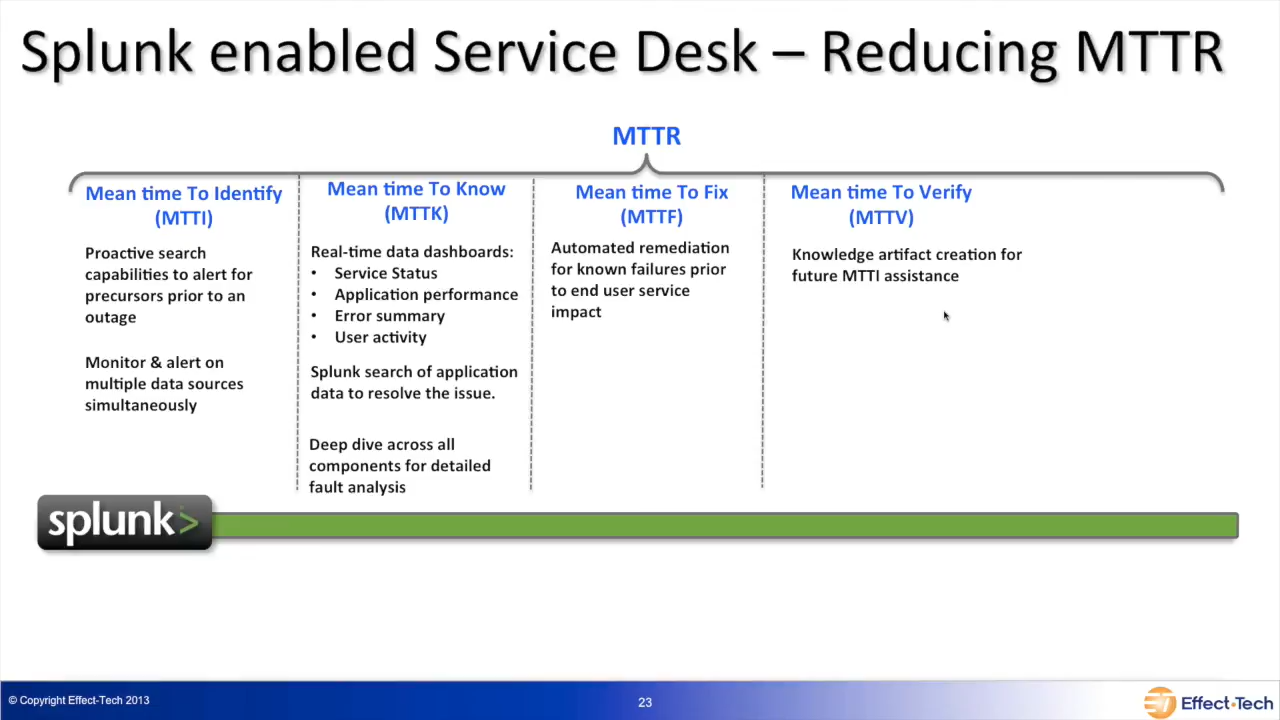 Splunk enabled Service Desk – Reducing MTTR
MTTR
Mean time To Identify
(MTTI)
Proactive search
capabilities to alert for
precursors prior to an
outage
Monitor & alert on
multiple data sources
simultaneously
Mean time To Know
(MTTK)
Real-time data dashboards:
• Service Status
• Application performance
• Error summary
• User activity
Splunk search of application
data to resolve the issue.
Deep dive across all
components for detailed
fault analysis
Mean time To Fix
(MTTF)
Automated remediation
for known failures prior
to end user service
impact
Mean time To Verify
(MTTV)
Knowledge artifact creation for
future MTTI assistance
splunk>
© Copyright Effect-Tech 2013
23
ET Effect•Tech